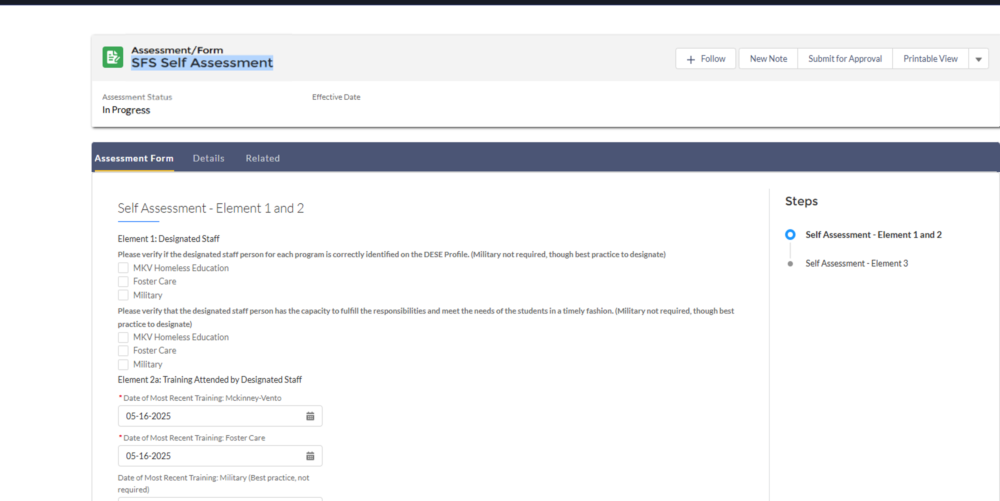 Assessment/Form
SFS Self Assessment
Follow
New Note
Submit for Approval
Printable View
Assessment Status
Effective Date
In Progress
Assessment Form
Details
Related
Self Assessment - Element 1 and 2
Element 1: Designated Staff
Please verify if the designated staff person for each program is correctly identified on the DESE Profile. (Military not required, though best practice to designate)
MKV Homeless Education
Foster Care
Military
Please verify that the designated staff person has the capacity to fulfill the responsibilities and meet the needs of the students in a timely fashion. (Military not required, though best
practice to designate)
MKV Homeless Education
Foster Care
Military
Element 2a: Training Attended by Designated Staff
* Date of Most Recent Training: Mckinney-Vento
05-16-2025
* Date of Most Recent Training: Foster Care
05-16-2025
Date of Most Recent Training: Military (Best practice, not
required)
Steps
Self Assessment - Element 1 and 2
Self Assessment - Element 3